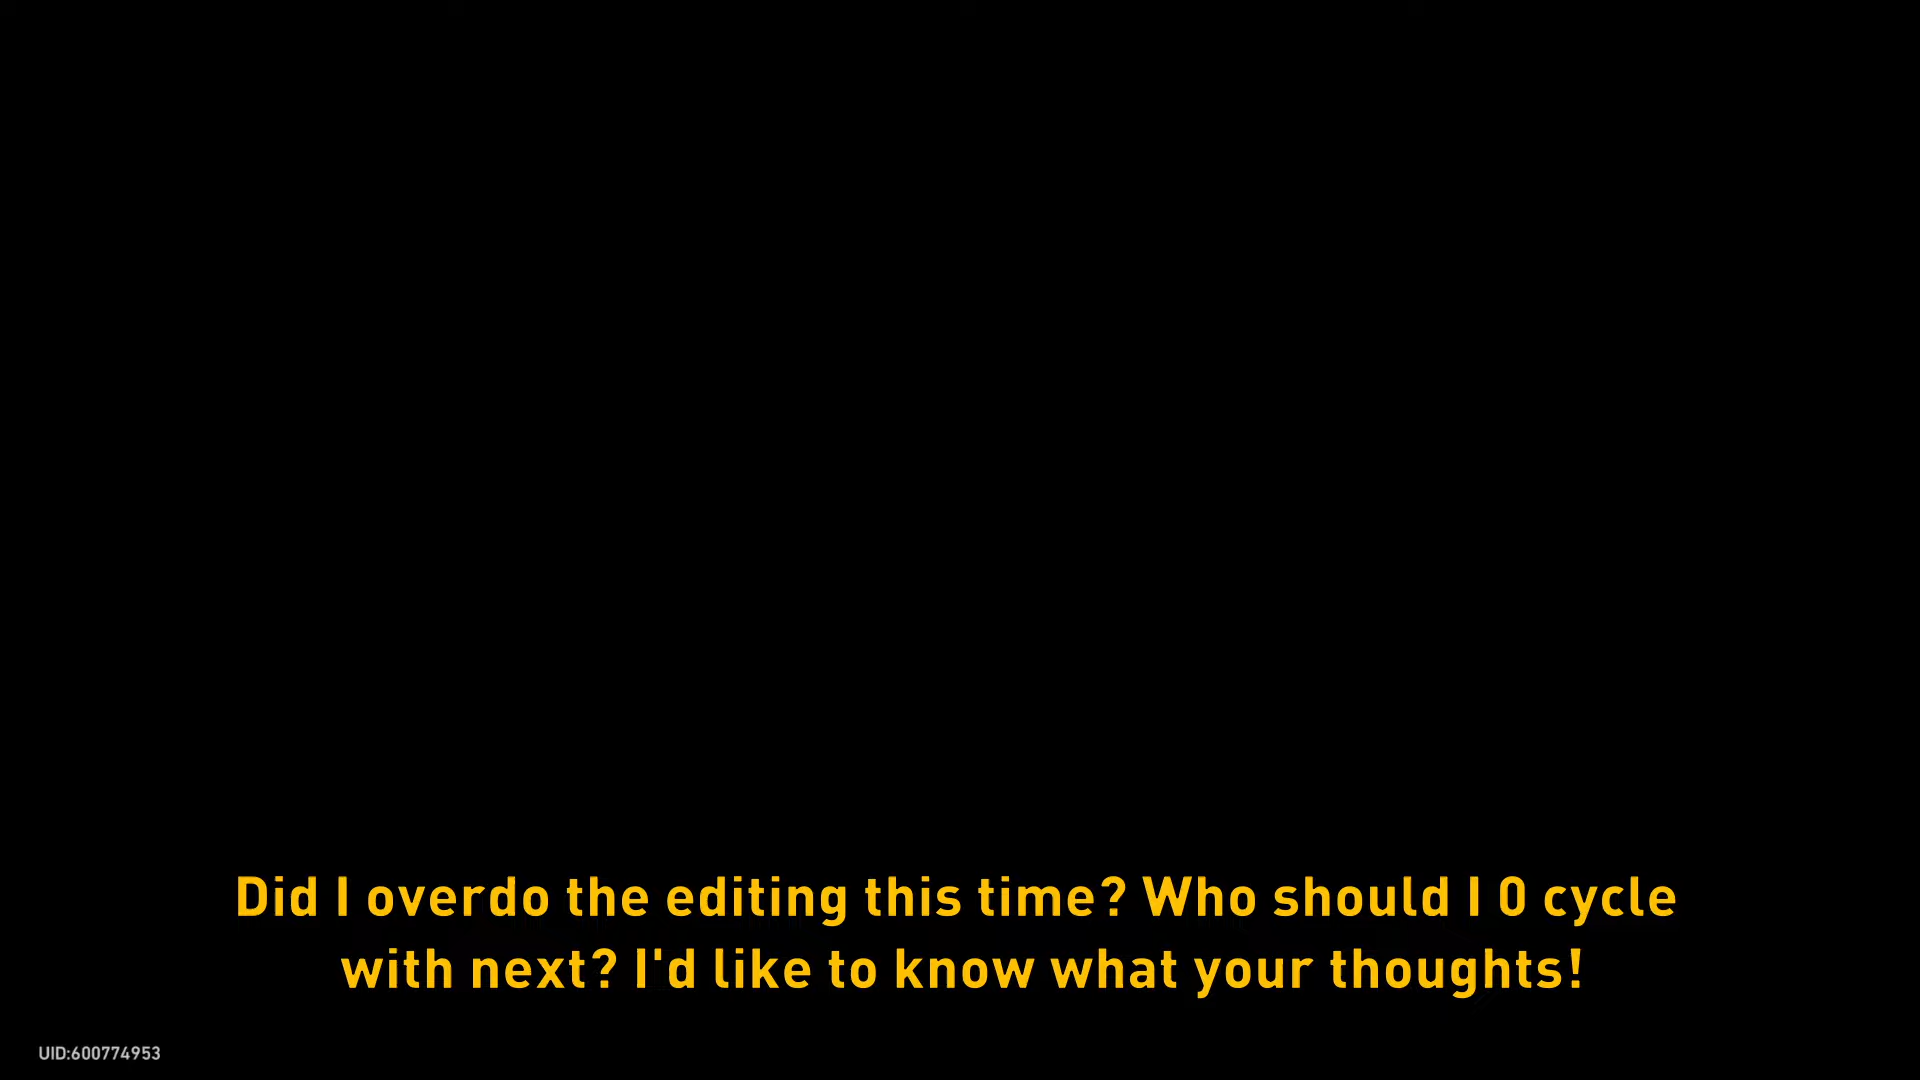 Did I overdo the editing this time? Who should I 0 cycle
with next? I'd like to know what your thoughts!
UID:600774953